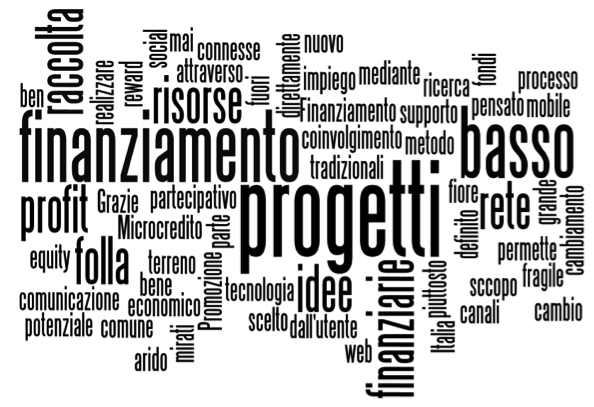 raccolta
social
mai
connesse
nuovo
direttamente
fondi
processo
attraverso
reward
realizzare
ben
risorse
fuori
impiego
mediante
ricerca
pensato
mobile
Finanziamento
supporto
finanziamento
coinvolgimento
metodo
basso
tradizionali
progetti
profit
Grazie
partecipativo
fiore
rete
grande
cambiamento
Microcredito
parte
definito
permette
equity
folla
terreno
Promozione
fragile
bene
tecnologia
idee
finanziarie
piuttosto
sccopo
comunicazione
economico
canali
cambio
potenziale
comune
mirati
scelto
dall'utente
Italia
arido
web